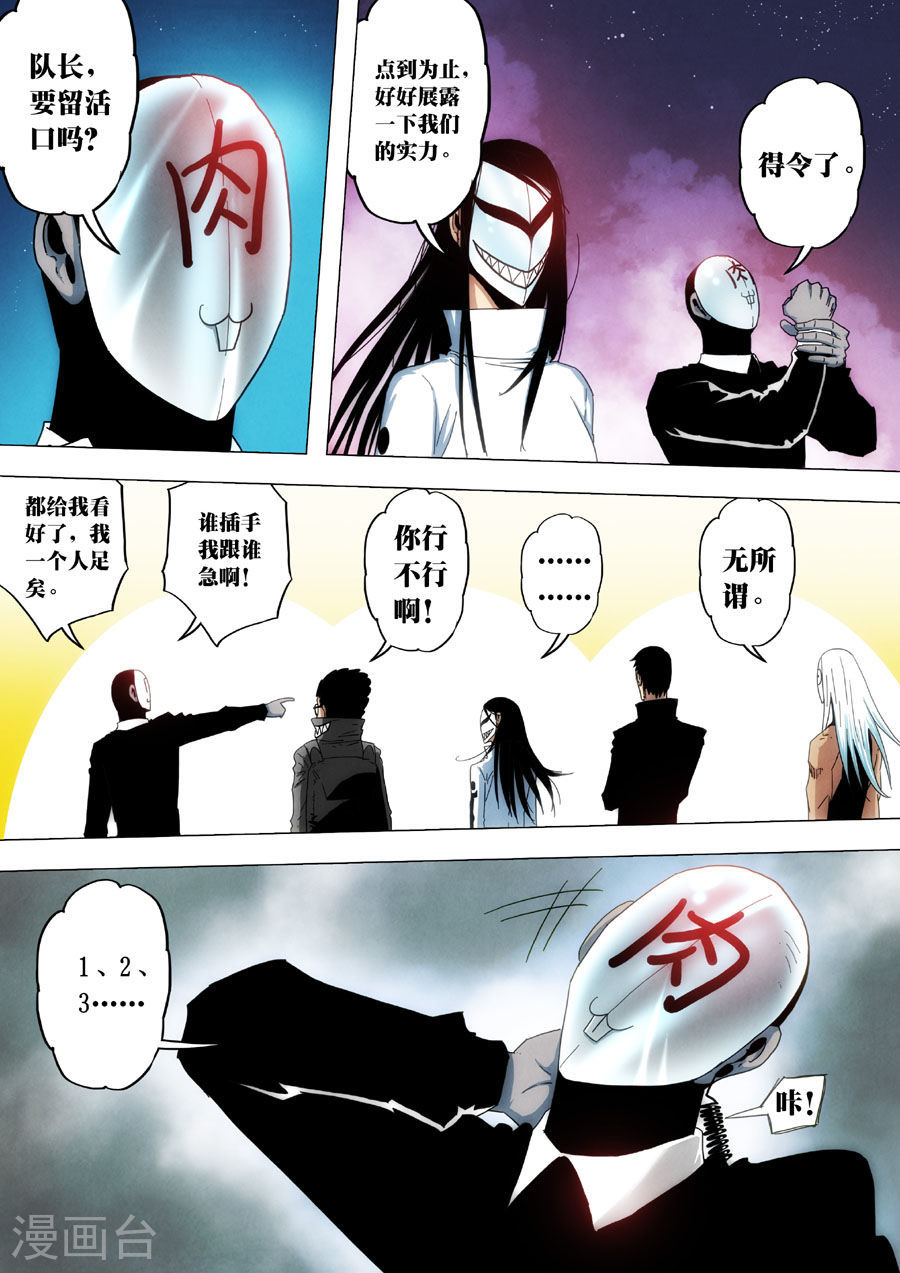 队长，
要留活
口吗？
肉
点到为止，
好好展露
一下我们
的实力。
得令了。
肉
都给我看
好了，我
一个人足
矣。
谁插手
我跟谁
急啊！
你行
不行
啊！
……
……
无所
谓。
1、2、
3……
肉
咔！
漫画台